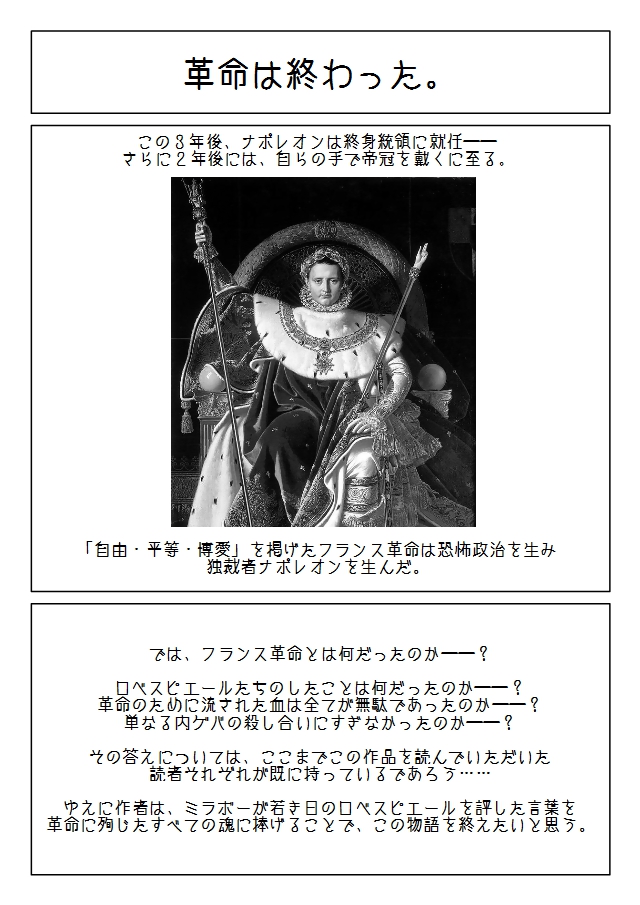 革命は終わった。
この３年後、ナポレオンは終身統領に就任――
さらに２年後には、自らの手で帝冠を戴くに至る。
「自由・平等・博愛」を掲げたフランス革命は恐怖政治を生み
独裁者ナポレオンを生んだ。
では、フランス革命とは何だったのか――？
ロベスピエールたちのしたことは何だったのか――？
革命のために流された血は全てが無駄であったのか――？
単なる内ゲバの殺し合いにすぎなかったのか――？
その答えについては、ここまでこの作品を読んでいただいた
読者それぞれが既に持っているであろう……
ゆえに作者は、ミラボーが若き日のロベスピエールを評した言葉を
革命に殉じたすべての魂に捧げることで、この物語を終えたいと思う。